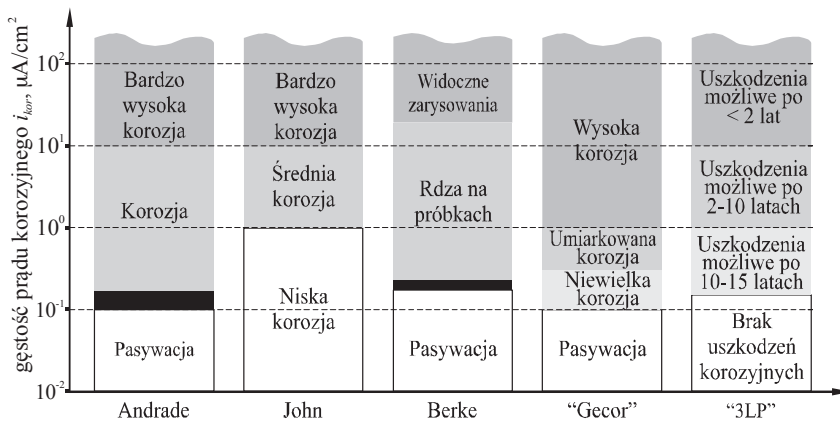 gęstość prądu korozyjnego i_kor, μA/cm²
10²
10¹
10⁰
10⁻¹
10⁻²
Bardzo
wysoka
korozja
Korozja
Pasywacja
Andrade
Bardzo
wysoka
korozja
Średnia
korozja
Niska
korozja
John
Widoczne
zarysowania
Rdza na
próbkach
Pasywacja
Berke
Wysoka
korozja
Umiarkowana
korozja
Niewielka
korozja
Pasywacja
“Gecor”
Uszkodzenia
możliwe po
< 2 lat
Uszkodzenia
możliwe po
2-10 latach
Uszkodzenia
możliwe po
10-15 latach
Brak
uszkodzeń
korozyjnych
“3LP”